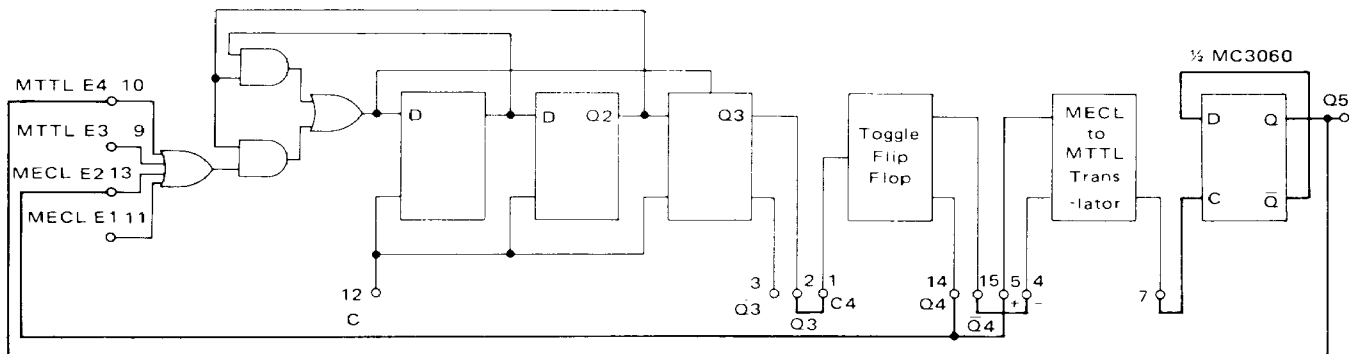 ½ MC3060
MTTL E4 10
MTTL E3 9
MECL E2 13
MECL E1 11
D
D Q2
Q3
Toggle
Flip
Flop
MECL
to
MTTL
Trans
-lator
D Q
C Q̅
Q5
12
C
3
Q̅3
2
Q3
1
C4
14
Q4
15
Q̅4
5
+
4
-
7